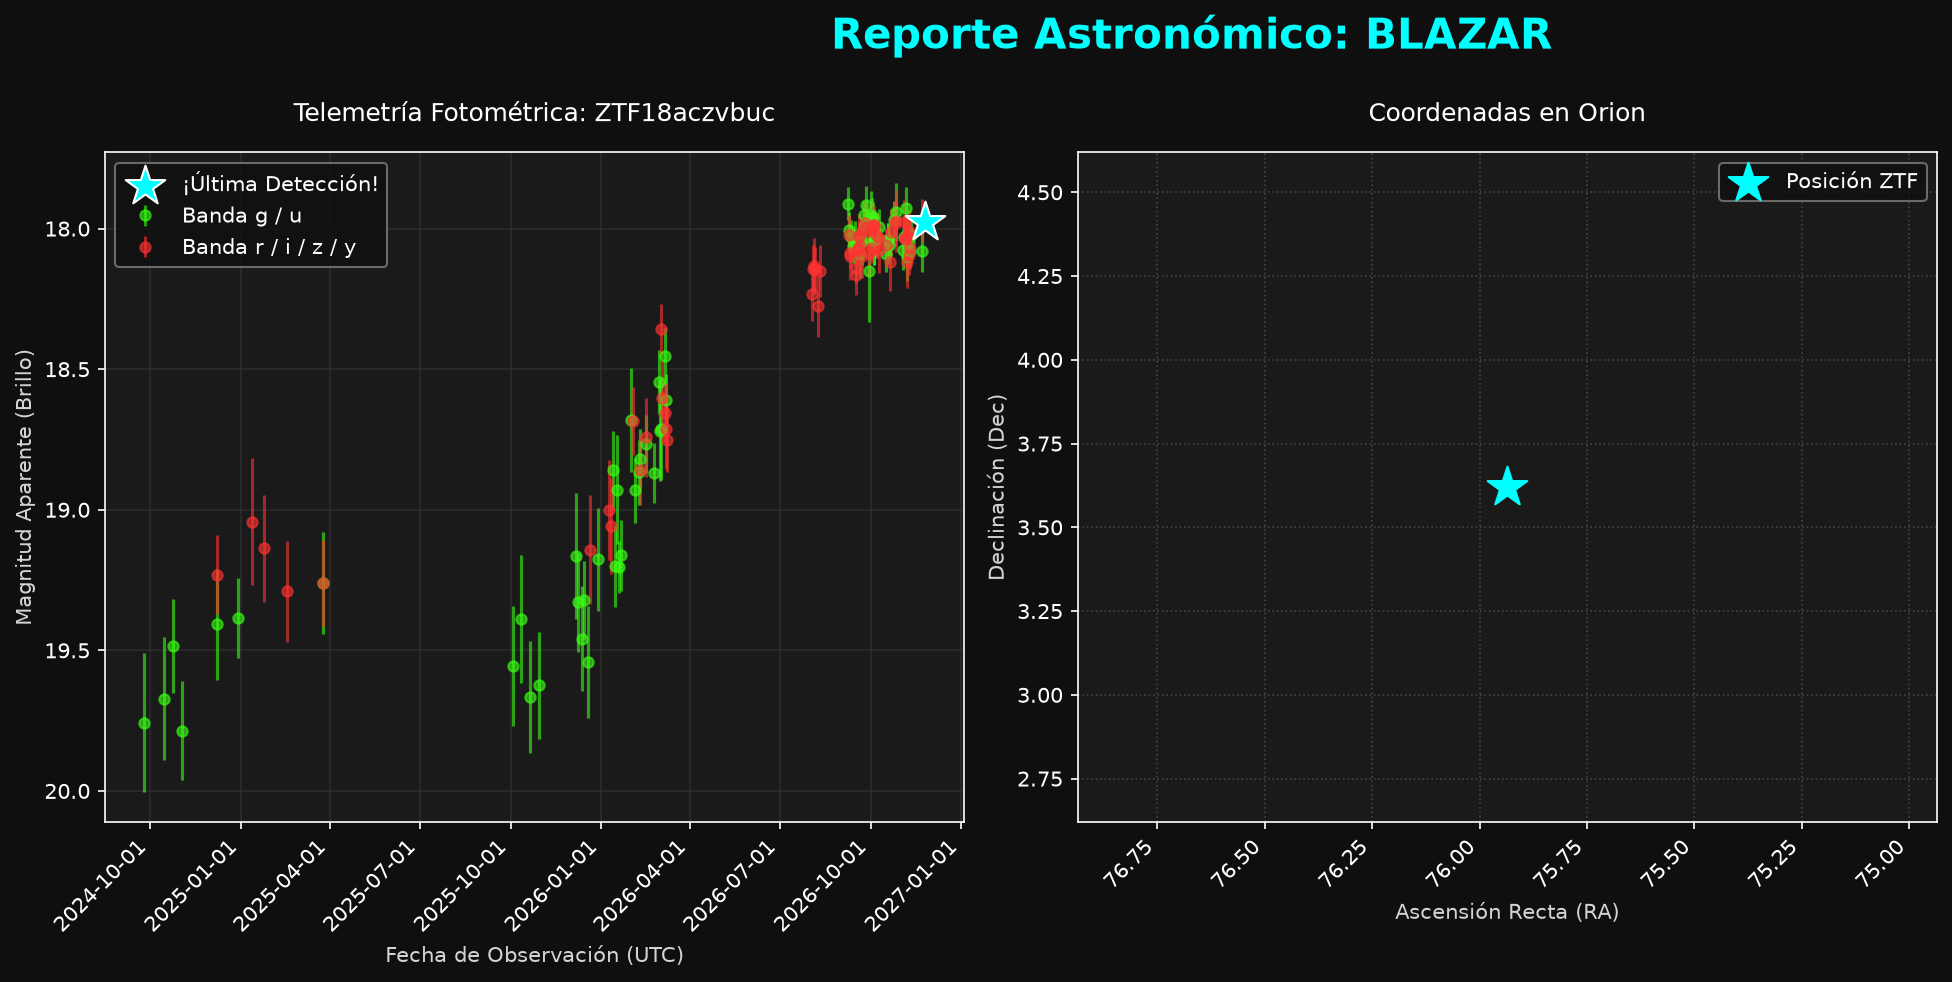 Reporte Astronómico: BLAZAR
Telemetría Fotométrica: ZTF18aczvbuc
¡Última Detección!
Banda g / u
Banda r / i / z / y
Magnitud Aparente (Brillo)
18.0
18.5
19.0
19.5
20.0
2024-10-01
2025-01-01
2025-04-01
2025-07-01
2025-10-01
2026-01-01
2026-04-01
2026-07-01
2026-10-01
2027-01-01
Fecha de Observación (UTC)
Coordenadas en Orion
Posición ZTF
Declinación (Dec)
4.50
4.25
4.00
3.75
3.50
3.25
3.00
2.75
76.75
76.50
76.25
76.00
75.75
75.50
75.25
75.00
Ascensión Recta (RA)